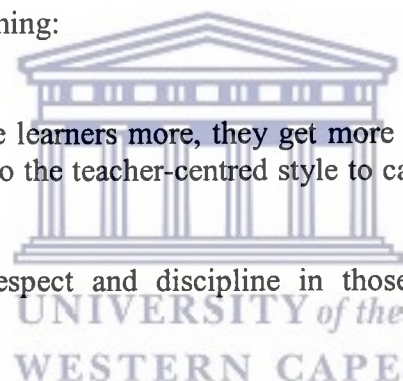 ning:
e learners more, they get more
o the teacher-centred style to ca
espect and discipline in those
UNIVERSITY of the
WESTERN CAPE